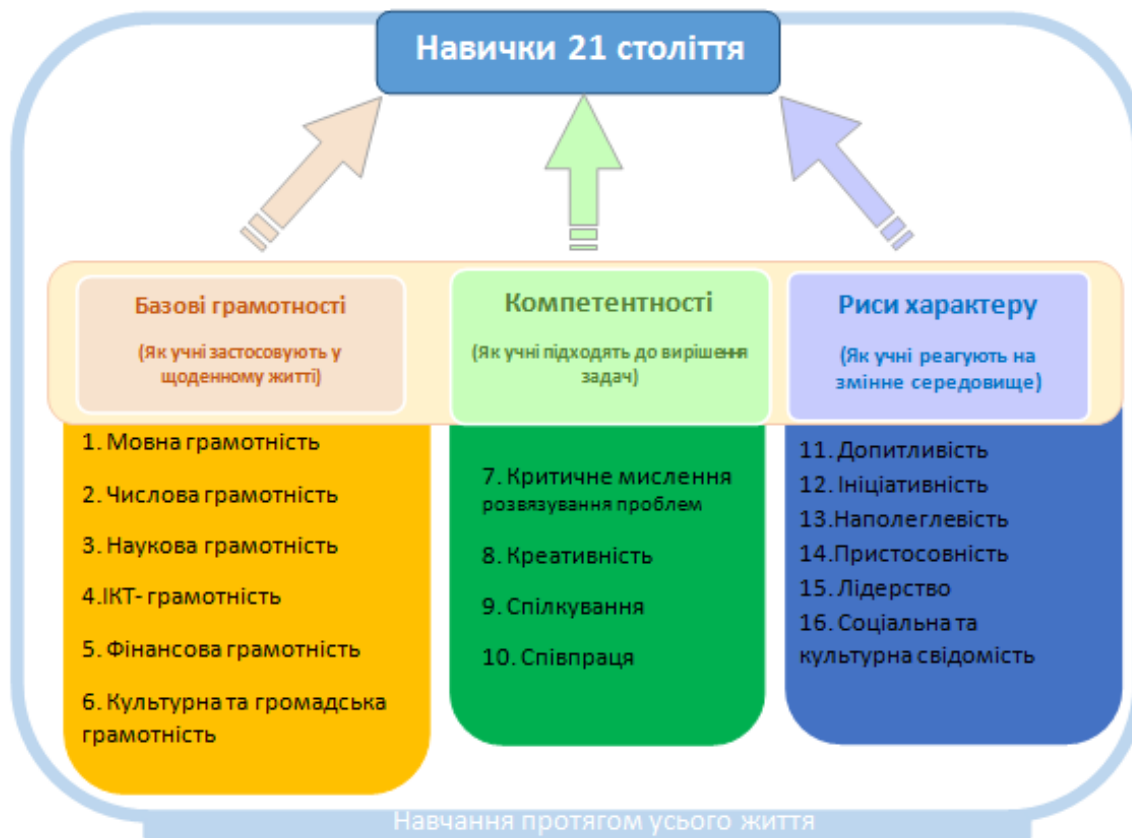 Навички 21 століття
Базові грамотності
(Як учні застосовують у
щоденному житті)
1. Мовна грамотність
2. Числова грамотність
3. Наукова грамотність
4.ІКТ- грамотність
5. Фінансова грамотність
6. Культурна та громадська
грамотність
Компетентності
(Як учні підходять до вирішення
задач)
7. Критичне мислення
розвязування проблем
8. Креативність
9. Спілкування
10. Співпраця
Риси характеру
(Як учні реагують на
змінне середовище)
11. Допитливість
12. Ініціативність
13.Наполеглевість
14.Пристосовність
15. Лідерство
16. Соціальна та
культурна свідомість
Навчання протягом усього життя